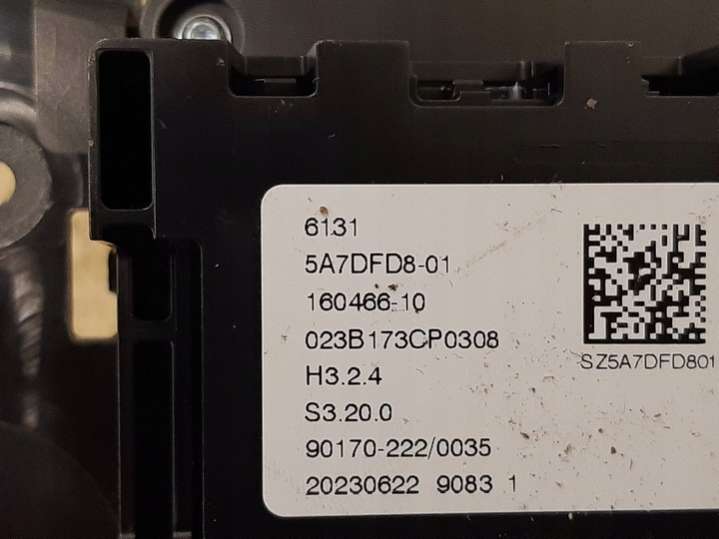 6131
5A7DFD8-01
160466-10
023B173CP0308
H3.2.4
S3.20.0
90170-222/0035
20230622 9083 1
SZ5A7DFD801